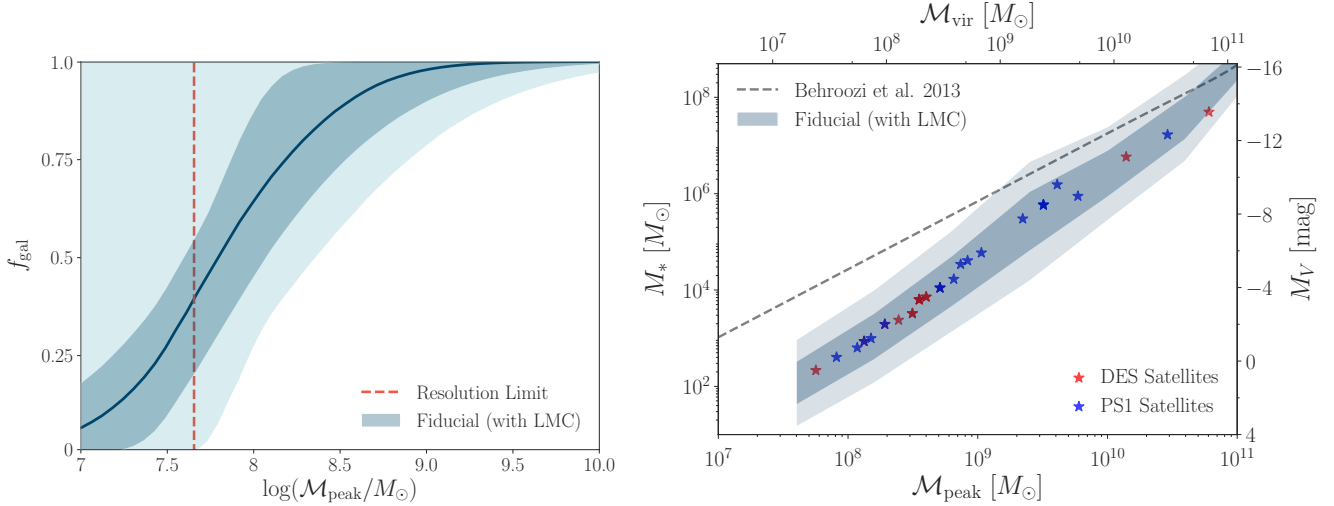 1.0
0.75
0.5
0.25
0
f_gal
7
7.5
8
8.5
9.0
9.5
10.0
log(ℳ_peak/M_⊙)
Resolution Limit
Fiducial (with LMC)
ℳ_vir [M_⊙]
10^7
10^8
10^9
10^10
10^11
Behroozi et al. 2013
Fiducial (with LMC)
10^8
10^6
10^4
10^2
M_* [M_⊙]
−16
−12
−8
−4
0
4
M_V [mag]
DES Satellites
PS1 Satellites
10^7
10^8
10^9
10^10
10^11
ℳ_peak [M_⊙]